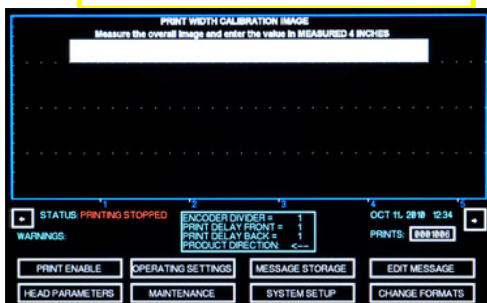 PRINT WIDTH CALIBRATION IMAGE
Measure the overall image and enter the value in MEASURED 4 INCHES
1 2 3 4 5
STATUS: PRINTING STOPPED
WARNINGS:
ENCODER DIVIDER = 1
PRINT DELAY FRONT = 1
PRINT DELAY BACK = 1
PRODUCT DIRECTION: <--
OCT 11, 2010 12:34
PRINTS: 0001006
PRINT ENABLE OPERATING SETTINGS MESSAGE STORAGE EDIT MESSAGE
HEAD PARAMETERS MAINTENANCE SYSTEM SETUP CHANGE FORMATS